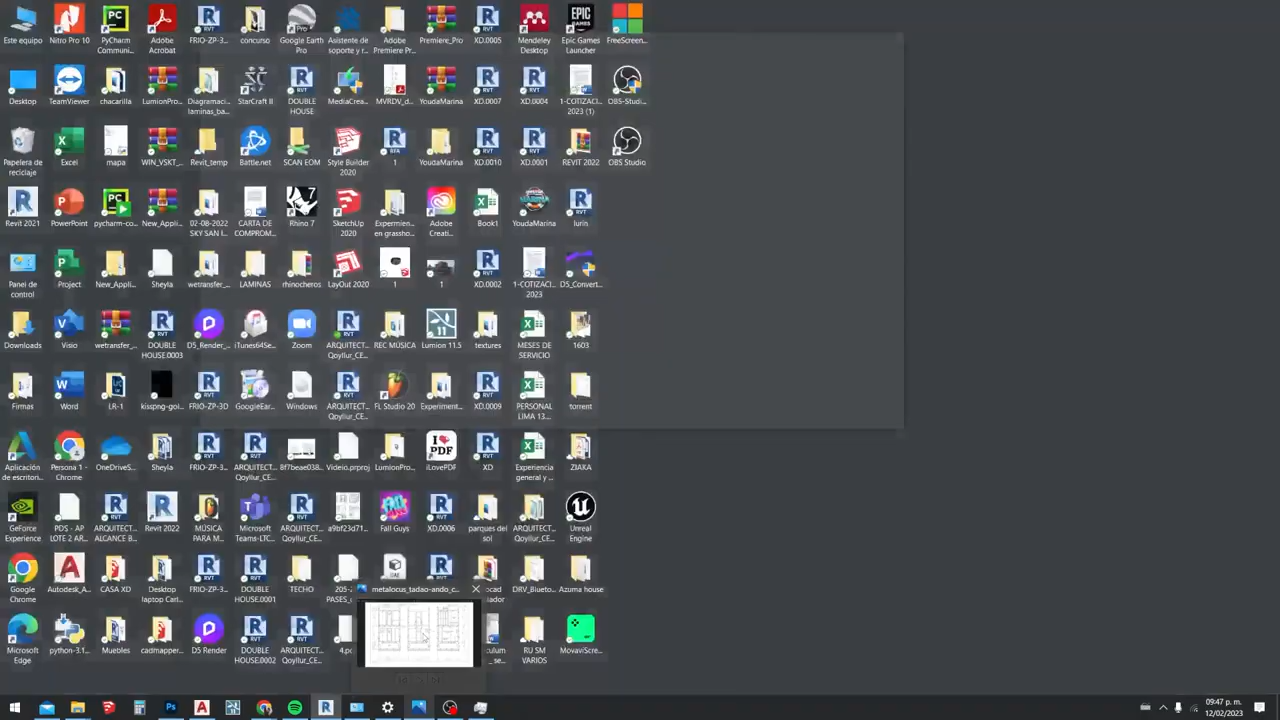 Este equipo
Nitro Pro 10
PyCharm
Communi...
Adobe
Acrobat
FRIO-ZP-3...
concurso
Google Earth
Pro
Asistente de
soporte y r...
Adobe
Premiere Pr...
Premiere_Pro
XD.0005
Mendeley
Desktop
Epic Games
Launcher
FreeScreen...
Desktop
TeamViewer
chacarilla
LumionPro...
Diagramaci...
laminas_ba...
StarCraft II
DOUBLE
HOUSE
MediaCrea...
MVRDV_d...
YoudaMarina
XD.0007
XD.0004
1-COTIZACI...
2023 (1)
OBS-Studi...
Papelera de
reciclaje
Excel
mapa
WIN_VSKT_...
Revit_temp
Battle.net
SCAN EOM
Style Builder
2020
1
YoudaMarina
XD.0010
XD.0001
REVIT 2022
OBS Studio
Revit 2021
PowerPoint
pycharm-co...
New_Appli...
02-08-2022
SKY SAN I...
CARTA DE
COMPROM...
Rhino 7
SketchUp
2020
Expermien...
en grassho...
Adobe
Creati...
Book1
YoudaMarina
lurin
Panel de
control
Project
New_Appli...
Sheyla
wetransfer_...
LAMINAS
rhinocheros
LayOut 2020
1
1
XD.0002
1-COTIZACI...
2023
D5_Convert...
Downloads
Visio
wetransfer_...
DOUBLE
HOUSE.0003
D5_Render_...
iTunes64Se...
Zoom
ARQUITECT...
Qoyllur_CE...
REC MÚSICA
Lumion 11.5
textures
MESES DE
SERVICIO
1603
Firmas
Word
LR-1
kisspng-gol...
FRIO-ZP-3D
GoogleEar...
Windows
ARQUITECT...
Qoyllur_CE...
FL Studio 20
Experiment...
XD.0009
PERSONAL
LIMA 13...
torrent
Aplicación
de escritori...
Persona 1 -
Chrome
OneDriveS...
Sheyla
FRIO-ZP-3...
ARQUITECT...
Qoyllur_CE...
8f7beae038...
Videio.prproj
LumionPro...
iLovePDF
XD
Experiencia
general y ...
ZIAKA
GeForce
Experience
PDS - AP
LOTE 2 AR...
ARQUITECT...
ALCANCE B...
Revit 2022
MÚSICA
PARA M...
Microsoft
Teams-LTC...
ARQUITECT...
Qoyllur_CE...
a9bf23d71...
Fall Guys
XD.0006
parques del
sol
ARQUITECT...
Qoyllur_CE...
Unreal
Engine
Google
Chrome
Autodesk_A...
CASA XD
Desktop
laptop Carl...
FRIO-ZP-3...
DOUBLE
HOUSE.0001
TECHO
metalocus_tadao-ando_c...
DRV_Blueto...
Azuma house
Microsoft
Edge
python-3.1...
Muebles
cadmapper...
D5 Render
DOUBLE
HOUSE.0002
ARQUITECT...
Qoyllur_CE...
RU SM
VARIOS
MovaviScre...
09:47 p. m.
12/02/2023